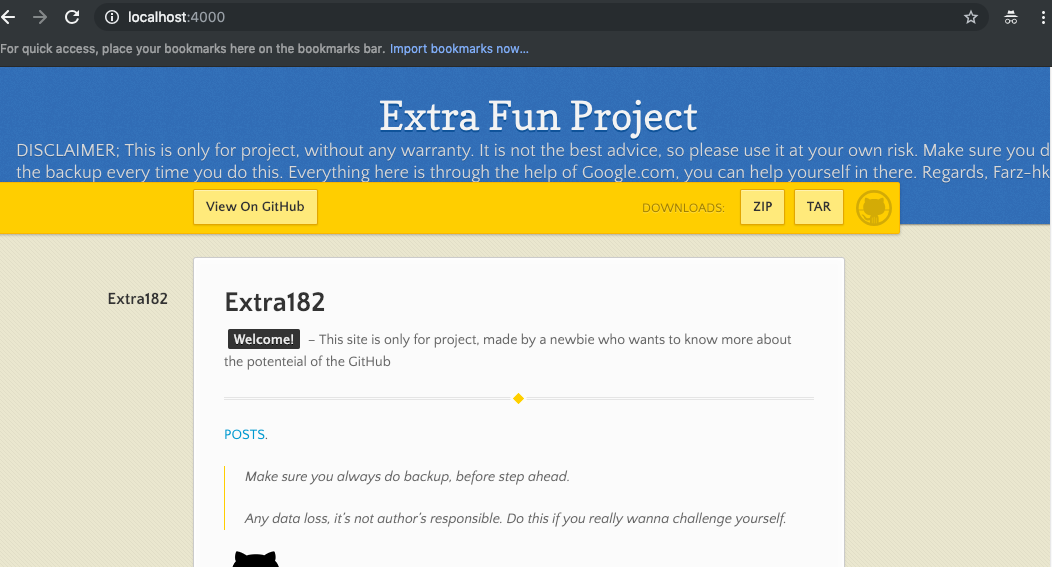 localhost:4000
For quick access, place your bookmarks here on the bookmarks bar. Import bookmarks now...
Extra Fun Project
DISCLAIMER; This is only for project, without any warranty. It is not the best advice, so please use it at your own risk. Make sure you d
the backup every time you do this. Everything here is through the help of Google.com, you can help yourself in there. Regards, Farz-hk
View On GitHub
DOWNLOADS:
ZIP
TAR
Extra182
Extra182
Welcome! – This site is only for project, made by a newbie who wants to know more about
the potenteial of the GitHub
POSTS.
Make sure you always do backup, before step ahead.
Any data loss, it's not author's responsible. Do this if you really wanna challenge yourself.